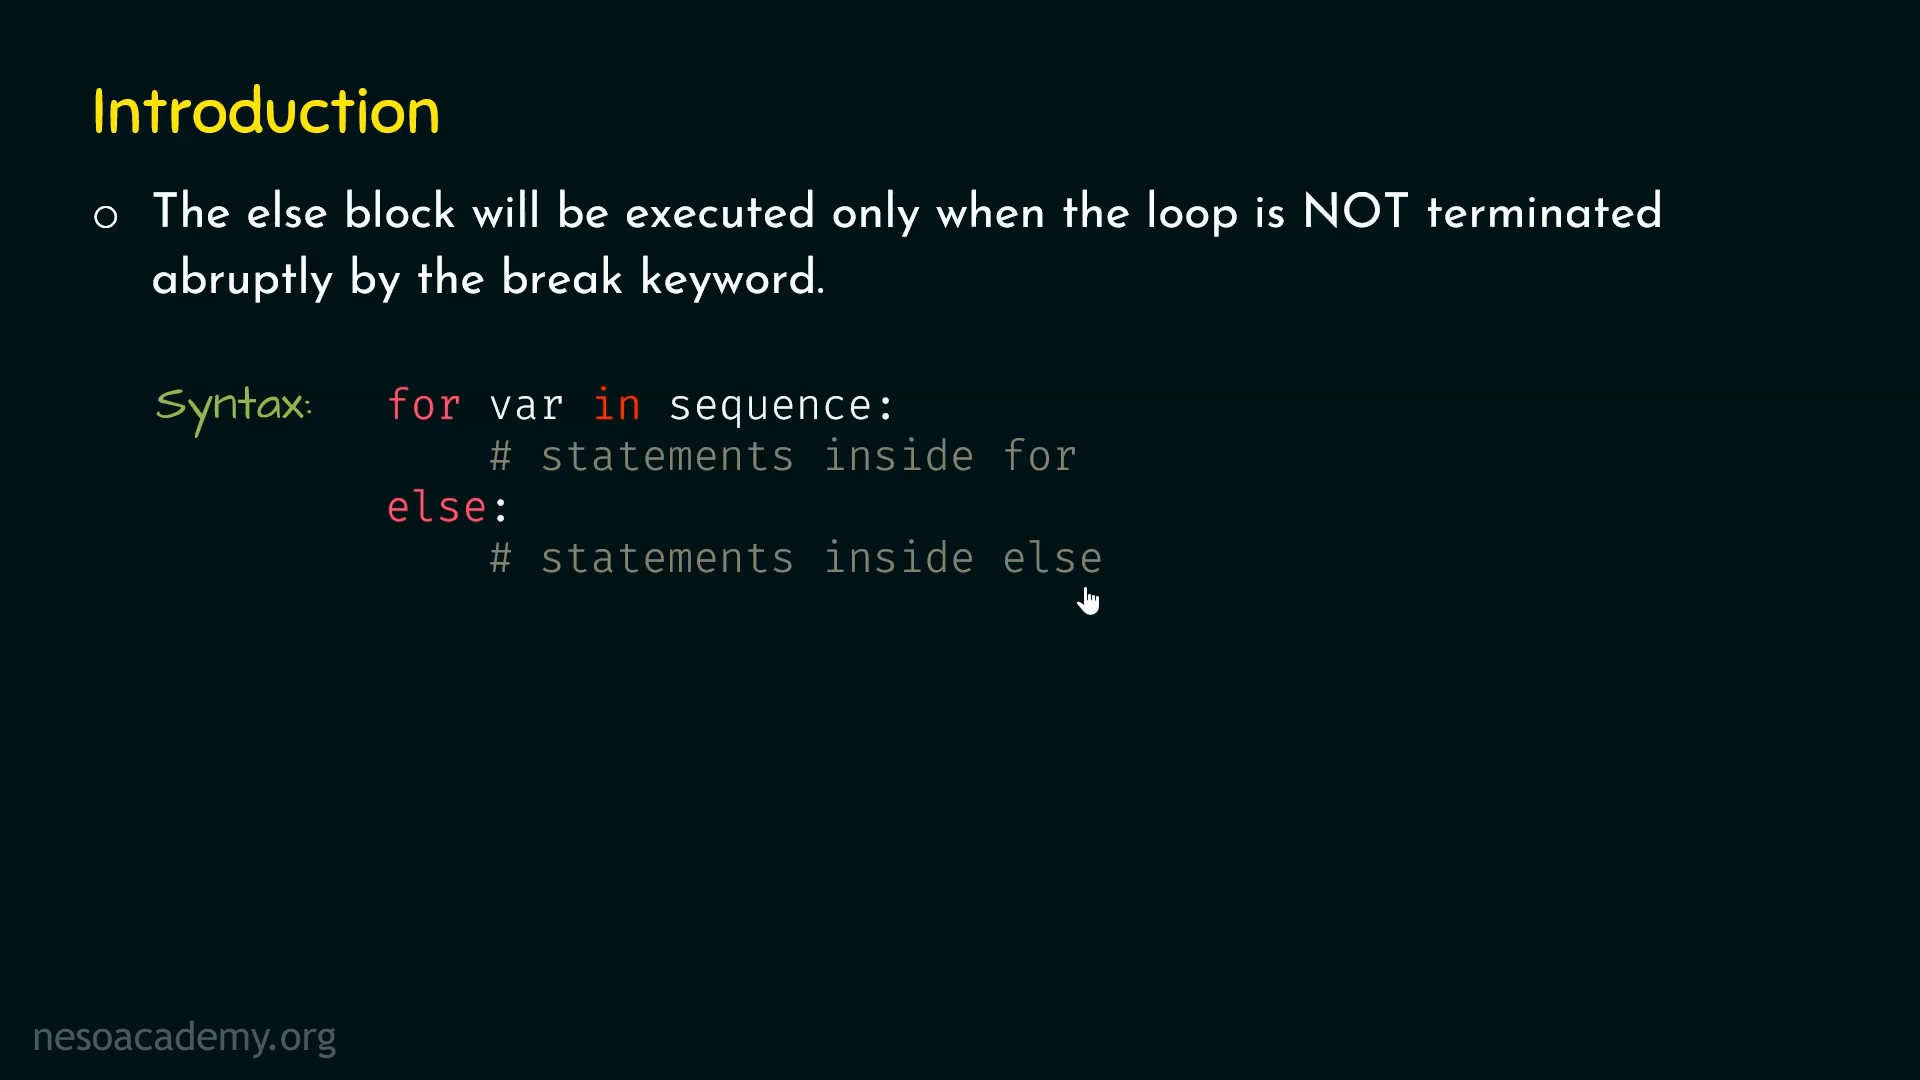 Introduction
○ The else block will be executed only when the loop is NOT terminated
abruptly by the break keyword.
Syntax: for var in sequence:
# statements inside for
else:
# statements inside else
nesoacademy.org